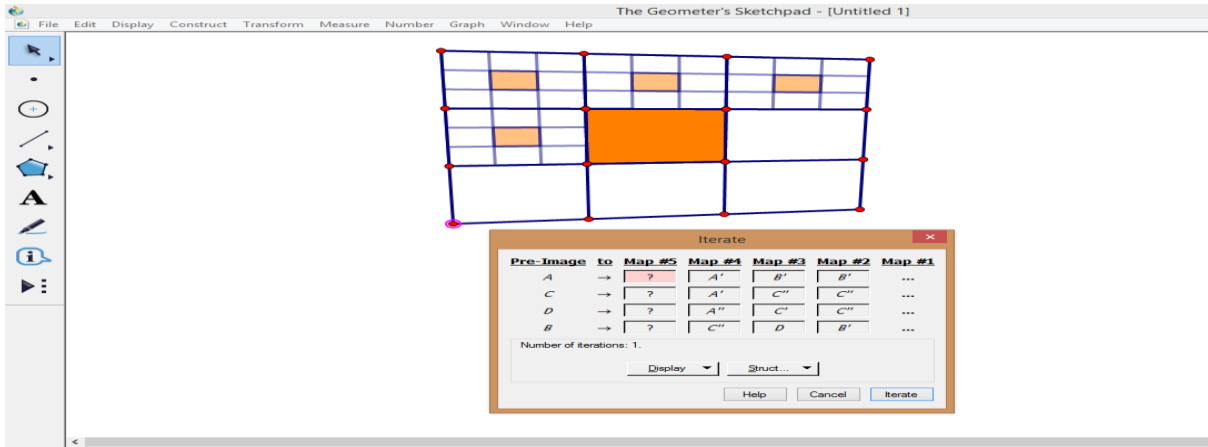 The Geometer's Sketchpad - [Untitled 1]
File Edit Display Construct Transform Measure Number Graph Window Help
A
Iterate
Pre-Image to Map #5 Map #4 Map #3 Map #2 Map #1
A → ? A' B' B' ...
C → ? A' C'' C'' ...
D → ? A'' C' C'' ...
B → ? C'' D B' ...
Number of iterations: 1.
Display Struct...
Help Cancel Iterate